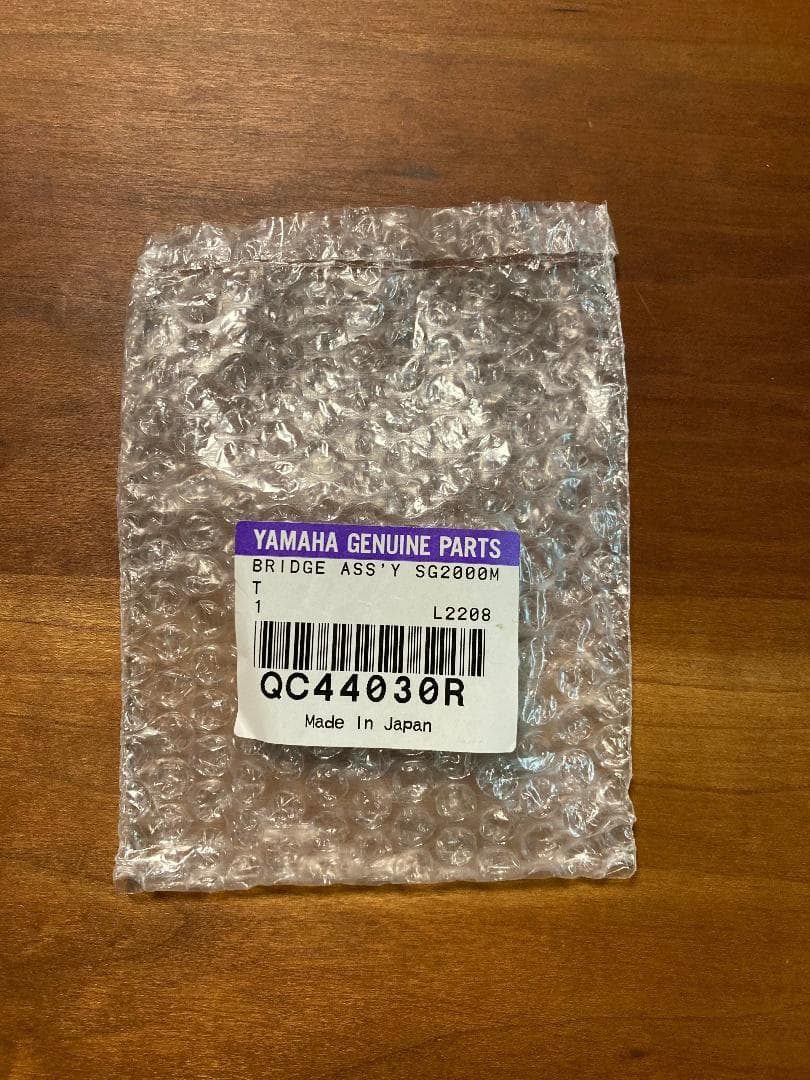 YAMAHA GENUINE PARTS
BRIDGE ASS'Y SG2000M
T
1 L2208
QC44030R
Made In Japan